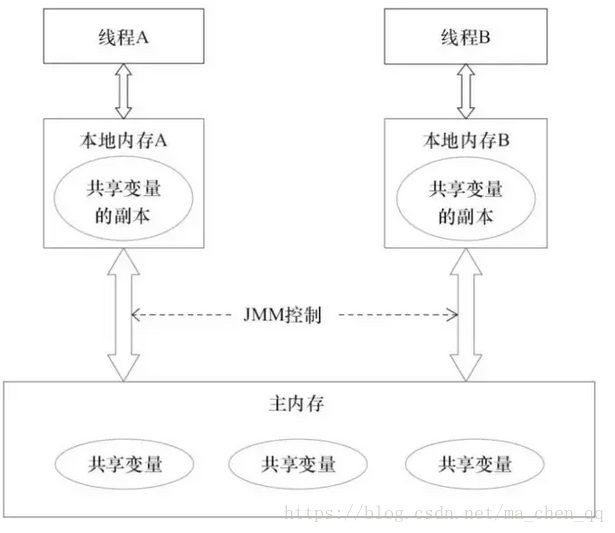 线程A
线程B
本地内存A
本地内存B
共享变量
的副本
共享变量
的副本
JMM控制
主内存
共享变量
共享变量
共享变量
https://blog.csdn.net/ma_chen_qq